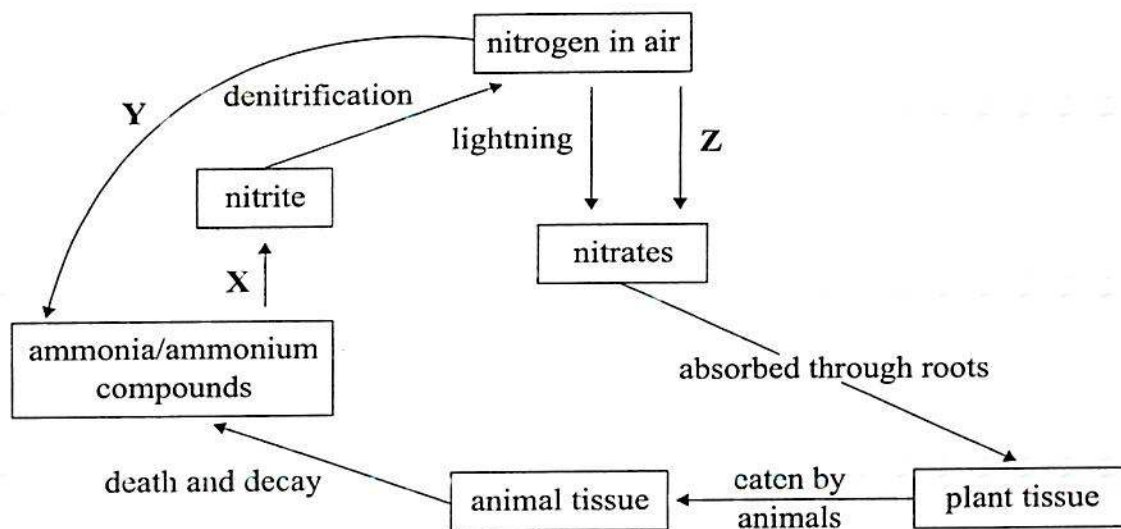 nitrogen in air
denitrification
Y
lightning
Z
nitrite
nitrates
X
ammonia/ammonium
compounds
absorbed through roots
death and decay
animal tissue
eaten by
animals
plant tissue